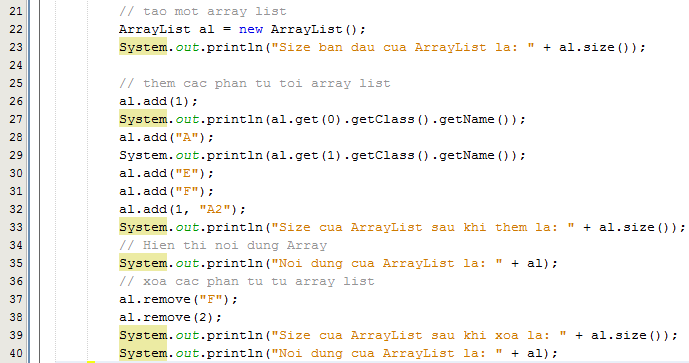 21 // tao mot array list
22 ArrayList al = new ArrayList();
23 System.out.println("Size ban dau cua ArrayList la: " + al.size());
24
25 // them cac phan tu toi array list
26 al.add(1);
27 System.out.println(al.get(0).getClass().getName());
28 al.add("A");
29 System.out.println(al.get(1).getClass().getName());
30 al.add("E");
31 al.add("F");
32 al.add(1, "A2");
33 System.out.println("Size cua ArrayList sau khi them la: " + al.size());
34 // Hien thi noi dung Array
35 System.out.println("Noi dung cua ArrayList la: " + al);
36 // xoa cac phan tu tu array list
37 al.remove("F");
38 al.remove(2);
39 System.out.println("Size cua ArrayList sau khi xoa la: " + al.size());
40 System.out.println("Noi dung cua ArrayList la: " + al);